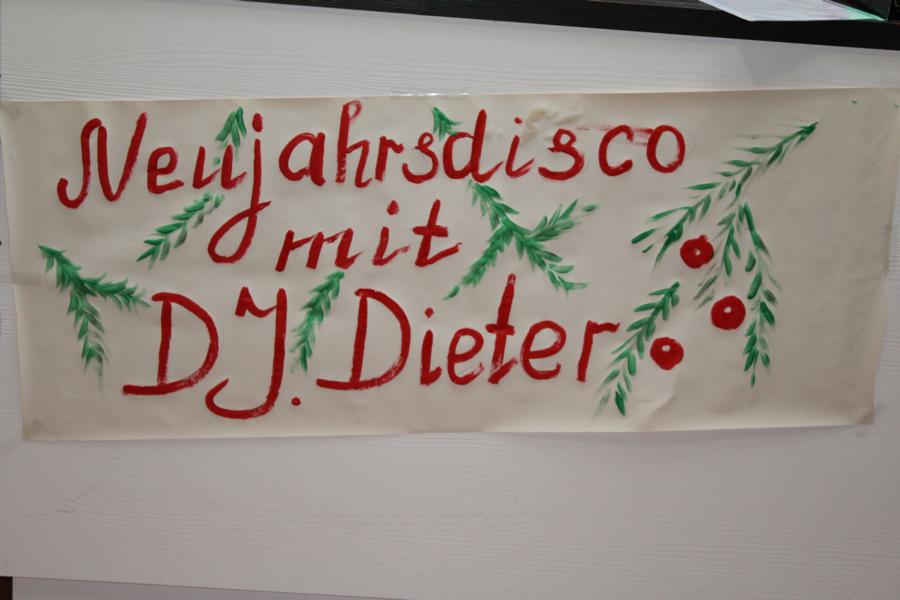 Neujahrsdisco
mit
DJ. Dieter